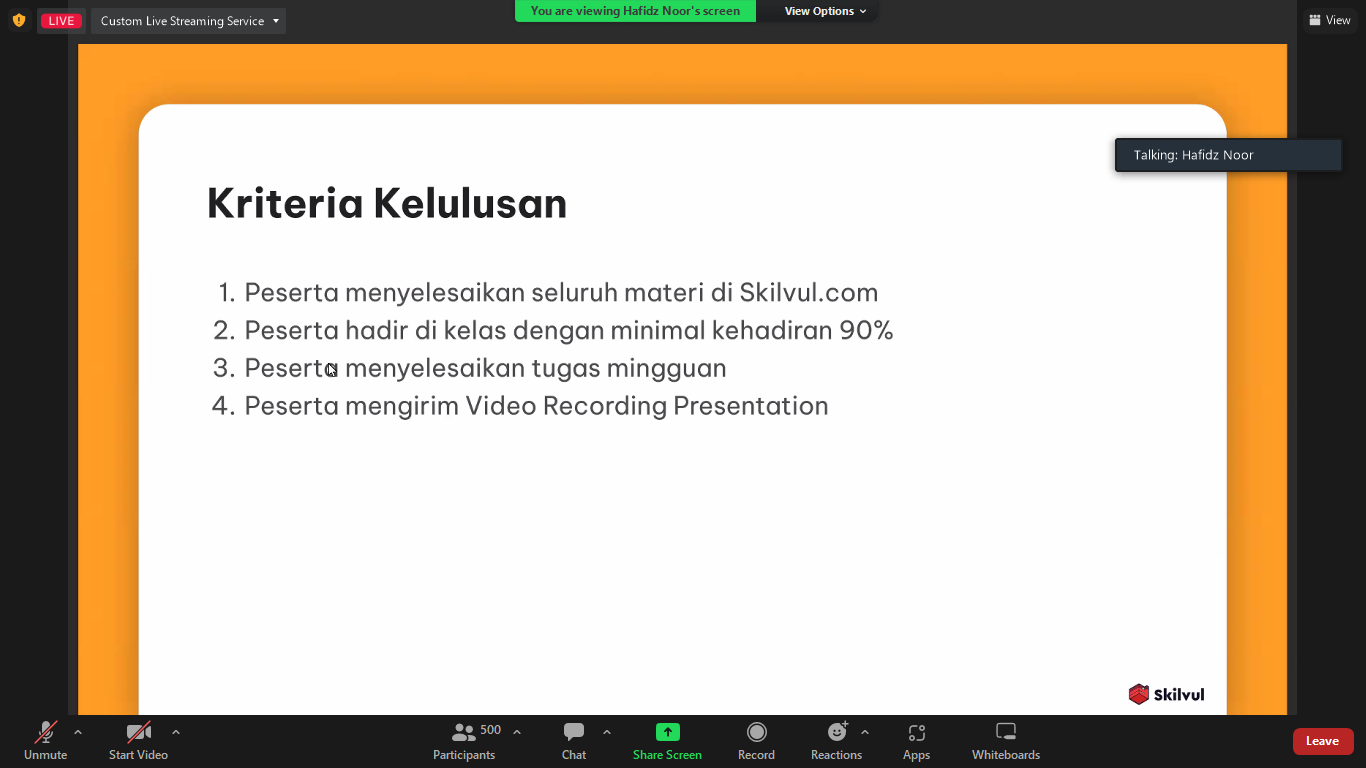 LIVE
Custom Live Streaming Service
You are viewing Hafidz Noor's screen
View Options
View
Talking: Hafidz Noor
Kriteria Kelulusan
1. Peserta menyelesaikan seluruh materi di Skilvul.com
2. Peserta hadir di kelas dengan minimal kehadiran 90%
3. Peserta menyelesaikan tugas mingguan
4. Peserta mengirim Video Recording Presentation
Skilvul
Unmute
Start Video
500
Participants
Chat
Share Screen
Record
Reactions
Apps
Whiteboards
Leave